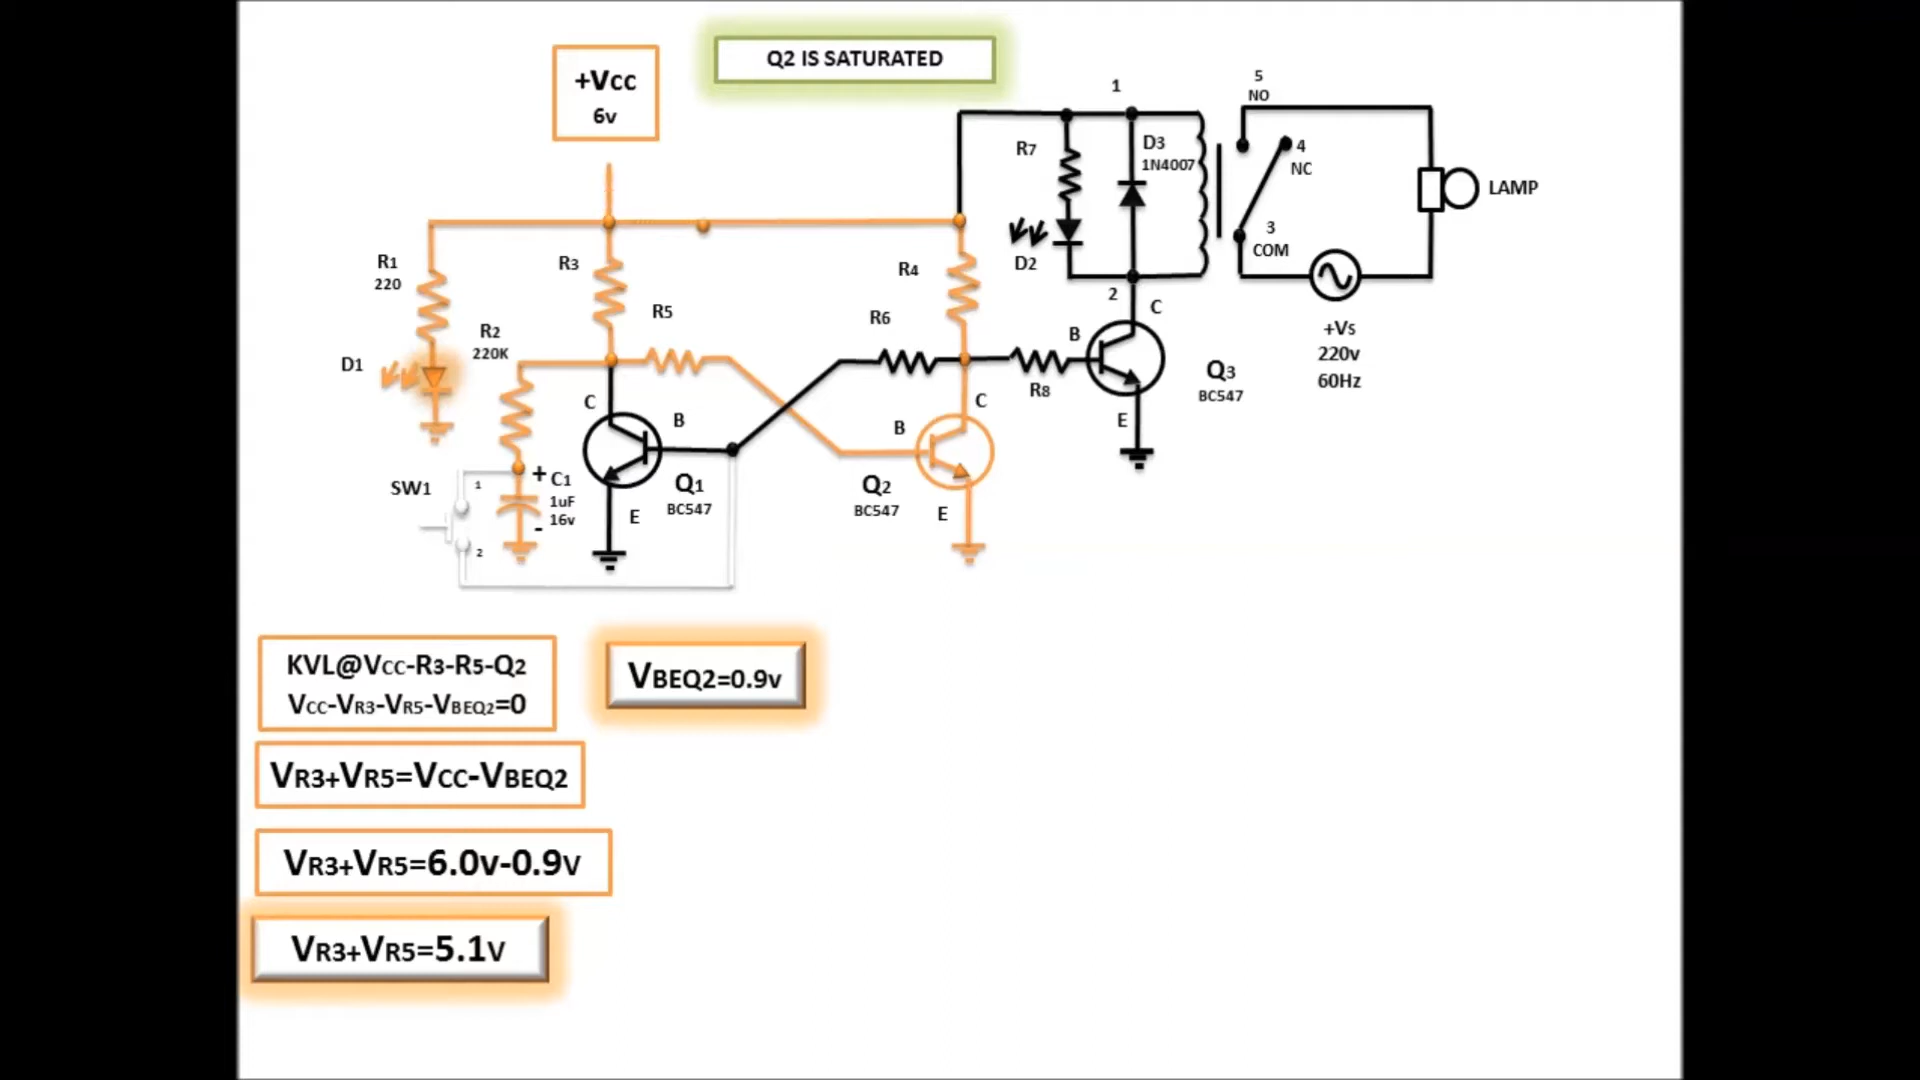 Q2 IS SATURATED
+VCC
6v
1
5
NO
R7
D3
1N4007
4
NC
LAMP
R1
220
R3
R4
D2
3
COM
2
C
R5
R6
B
R2
220K
D1
R8
Q3
BC547
+Vs
220v
60Hz
C
B
C
B
E
SW1
1
+
C1
1uF
16v
-
2
Q1
BC547
E
Q2
BC547
E
KVL@VCC-R3-R5-Q2
VCC-VR3-VR5-VBEQ2=0
VBEQ2=0.9v
VR3+VR5=VCC-VBEQ2
VR3+VR5=6.0v-0.9V
VR3+VR5=5.1V